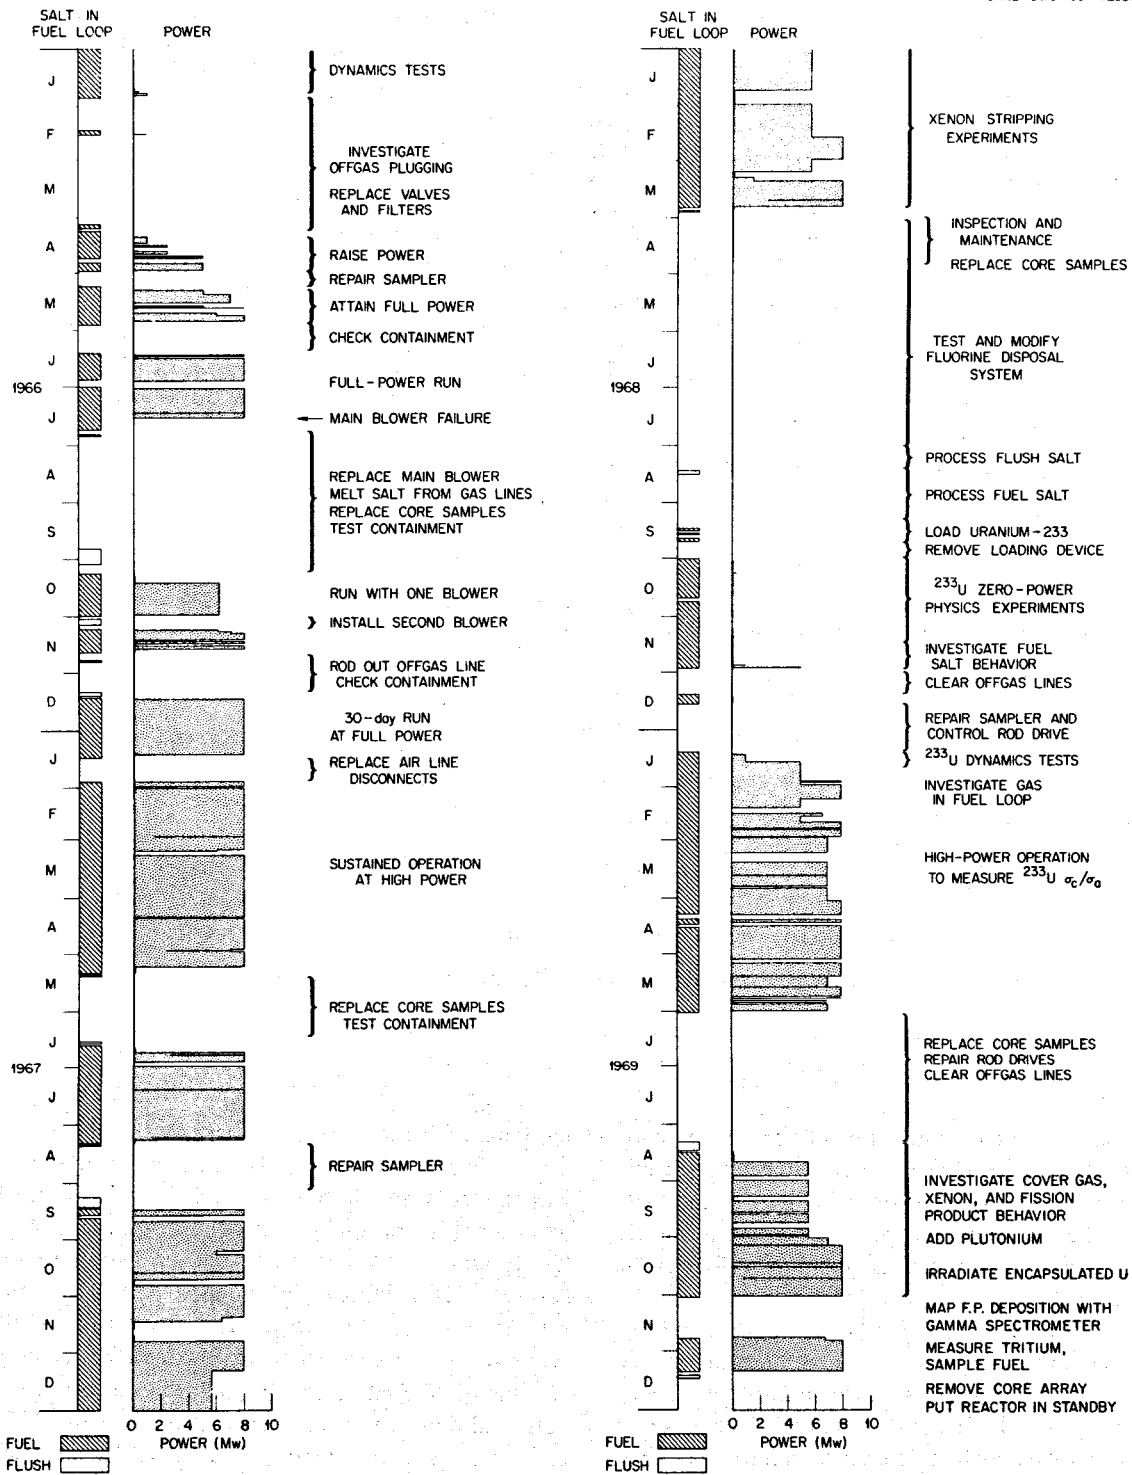 SALT IN
FUEL LOOP
POWER
J
F
M
A
M
J
1966
J
A
S
O
N
D
J
F
M
A
M
J
1967
J
A
S
O
N
D
DYNAMICS TESTS
INVESTIGATE
OFFGAS PLUGGING
REPLACE VALVES
AND FILTERS
RAISE POWER
REPAIR SAMPLER
ATTAIN FULL POWER
CHECK CONTAINMENT
FULL-POWER RUN
MAIN BLOWER FAILURE
REPLACE MAIN BLOWER
MELT SALT FROM GAS LINES
REPLACE CORE SAMPLES
TEST CONTAINMENT
RUN WITH ONE BLOWER
INSTALL SECOND BLOWER
ROD OUT OFFGAS LINE
CHECK CONTAINMENT
30-day RUN
AT FULL POWER
REPLACE AIR LINE
DISCONNECTS
SUSTAINED OPERATION
AT HIGH POWER
REPLACE CORE SAMPLES
TEST CONTAINMENT
REPAIR SAMPLER
0 2 4 6 8 10
POWER (Mw)
FUEL
FLUSH
SALT IN
FUEL LOOP
POWER
J
F
M
A
M
J
1968
J
A
S
O
N
D
J
F
M
A
M
J
1969
J
A
S
O
N
D
XENON STRIPPING
EXPERIMENTS
INSPECTION AND
MAINTENANCE
REPLACE CORE SAMPLES
TEST AND MODIFY
FLUORINE DISPOSAL
SYSTEM
PROCESS FLUSH SALT
PROCESS FUEL SALT
LOAD URANIUM-233
REMOVE LOADING DEVICE
²³³U ZERO-POWER
PHYSICS EXPERIMENTS
INVESTIGATE FUEL
SALT BEHAVIOR
CLEAR OFFGAS LINES
REPAIR SAMPLER AND
CONTROL ROD DRIVE
²³³U DYNAMICS TESTS
INVESTIGATE GAS
IN FUEL LOOP
HIGH-POWER OPERATION
TO MEASURE ²³³U σc/σa
REPLACE CORE SAMPLES
REPAIR ROD DRIVES
CLEAR OFFGAS LINES
INVESTIGATE COVER GAS,
XENON, AND FISSION
PRODUCT BEHAVIOR
ADD PLUTONIUM
IRRADIATE ENCAPSULATED U
MAP F.P. DEPOSITION WITH
GAMMA SPECTROMETER
MEASURE TRITIUM,
SAMPLE FUEL
REMOVE CORE ARRAY
PUT REACTOR IN STANDBY
0 2 4 6 8 10
POWER (Mw)
FUEL
FLUSH